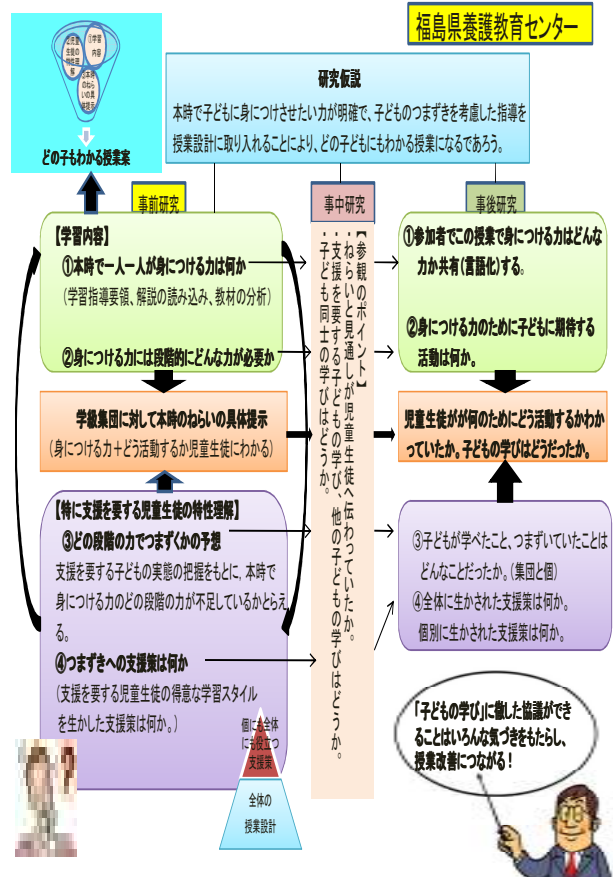 福島県養護教育センター
①学習
内容
②児童
生徒の
特性理
解
③本時
のねら
いの具
体提示
どの子もわかる授業案
研究仮説
本時で子どもに身につけさせたい力が明確で、子どものつまずきを考慮した指導を
授業設計に取り入れることにより、どの子どもにもわかる授業になるであろう。
事前研究
【学習内容】
①本時で一人一人が身につける力は何か
(学習指導要領、解説の読み込み、教材の分析)
②身につける力には段階的にどんな力が必要か
学級集団に対して本時のねらいの具体提示
(身につける力+どう活動するか児童生徒にわかる)
【特に支援を要する児童生徒の特性理解】
③どの段階の力でつまずくかの予想
支援を要する子どもの実態の把握をもとに、本時で
身につける力のどの段階の力が不足しているかとらえ
る。
④つまずきへの支援策は何か
(支援を要する児童生徒の得意な学習スタイル
を生かした支援策は何か。)
個にも全体
にも役立つ
支援策
全体の
授業設計
事中研究
【参観のポイント】
・ねらいと見通しが児童生徒へ伝わっていたか。
・支援を要する子どもの学び、他の子どもの学びはどうか。
・子ども同士の学びはどうか。
事後研究
①参加者でこの授業で身につける力はどんな
力か共有(言語化)する。
②身につける力のために子どもに期待する
活動は何か。
児童生徒がが何のためにどう活動するかわか
っていたか。子どもの学びはどうだったか。
③子どもが学べたこと、つまずいていたことは
どんなことだったか。(集団と個)
④全体に生かされた支援策は何か。
個別に生かされた支援策は何か。
「子どもの学び」に徹した協議ができ
ることはいろんな気づきをもたらし、
授業改善につながる!